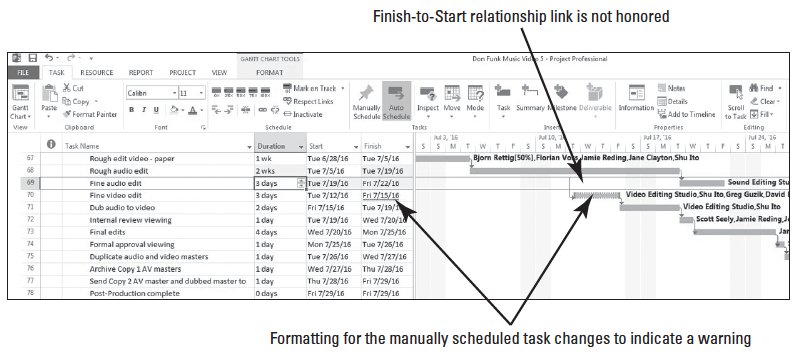 Finish-to-Start relationship link is not honored
GANTT CHART TOOLS
Don Funk Music Video 5 - Project Professional
FILE TASK RESOURCE REPORT PROJECT VIEW FORMAT
Gantt Chart
View
Paste
Cut
Copy
Format Painter
Clipboard
Calibri 11
B I U
Font
Mark on Track
Respect Links
Inactivate
Schedule
Manually Schedule
Auto Schedule
Inspect Move Mode
Tasks
Task Summary Milestone Deliverable
Insert
Information
Notes
Details
Add to Timeline
Properties
Scroll to Task
Find
Clear
Fill
Editing
Task Name Duration Start Finish
Jul 3, '16 Jul 10, '16 Jul 17, '16 Jul 24, '16
S S M T W T F S S M T W T F S S M T W T F S S M T
67 Rough edit video - paper 1 wk Tue 6/28/16 Tue 7/5/16 Bjorn Rettig[50%],Florian Voss,Jamie Reding,Jane Clayton,Shu Ito
68 Rough audio edit 2 wks Tue 7/5/16 Tue 7/19/16
69 Fine audio edit 3 days Tue 7/19/16 Fri 7/22/16 Sound Editing Stu
70 Fine video edit 3 days Tue 7/12/16 Fri 7/15/16 Video Editing Studio,Shu Ito,Greg Guzik,David
71 Dub audio to video 3 days Fri 7/15/16 Tue 7/19/16 Video Editing Studio,Shu Ito
72 Internal review viewing 1 day Tue 7/19/16 Wed 7/20/16 Scott Seely,Jamie Reding,J
73 Final edits 4 days Wed 7/20/16 Mon 7/25/16 Jar
74 Formal approval viewing 1 day Mon 7/25/16 Tue 7/26/16
75 Duplicate audio and video masters 1 day Tue 7/26/16 Wed 7/27/16
76 Archive Copy 1 AV masters 1 day Wed 7/27/16 Thu 7/28/16
77 Send Copy 2 AV master and dubbed master to 1 day Thu 7/28/16 Fri 7/29/16
78 Post-Production complete 0 days Fri 7/29/16 Fri 7/29/16
Formatting for the manually scheduled task changes to indicate a warning